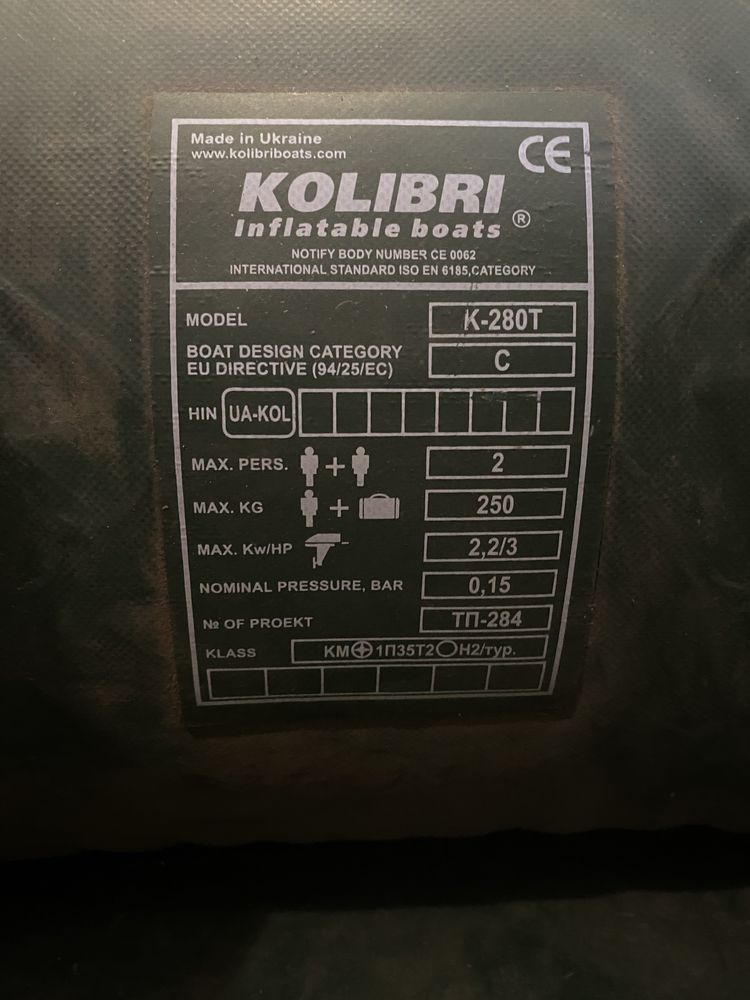 Made in Ukraine
www.kolibriboats.com
CE
KOLIBRI
Inflatable boats ®
NOTIFY BODY NUMBER CE 0062
INTERNATIONAL STANDARD ISO EN 6185,CATEGORY
MODEL K-280T
BOAT DESIGN CATEGORY
EU DIRECTIVE (94/25/EC) C
HIN UA-KOL
MAX. PERS. + 2
MAX. KG + 250
MAX. Kw/HP 2,2/3
NOMINAL PRESSURE, BAR 0,15
№ OF PROEKT ТП-284
KLASS КМ⊕1П35Т2○Н2/тур.